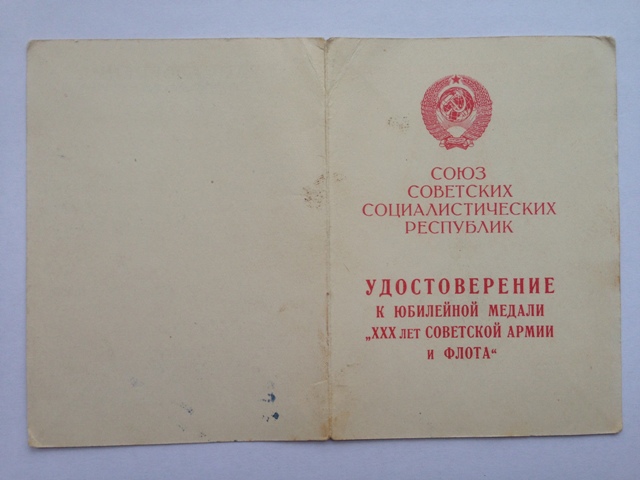 СОЮЗ
СОВЕТСКИХ
СОЦИАЛИСТИЧЕСКИХ
РЕСПУБЛИК
УДОСТОВЕРЕНИЕ
К ЮБИЛЕЙНОЙ МЕДАЛИ
„XXX ЛЕТ СОВЕТСКОЙ АРМИИ
И ФЛОТА“